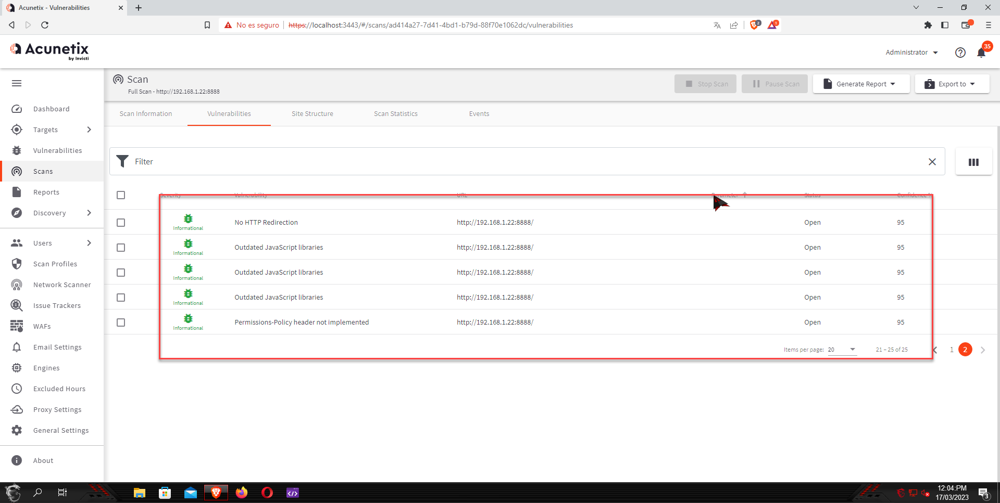 Acunetix - Vulnerabilities
No es seguro https://localhost:3443/#/scans/ad414a27-7d41-4bd1-b79d-88f70e1062dc/vulnerabilities
2
1
Acunetix
by Invicti
Administrator
35
Scan
Full Scan - http://192.168.1.22:8888
Stop Scan
Pause Scan
Generate Report
Export to
Scan Information
Vulnerabilities
Site Structure
Scan Statistics
Events
Dashboard
Targets
Vulnerabilities
Scans
Reports
Discovery
Users
Scan Profiles
Network Scanner
Issue Trackers
WAFs
Email Settings
Engines
Excluded Hours
Proxy Settings
General Settings
About
Filter
Severity Vulnerability URL Parameter Status Confidence %
Informational No HTTP Redirection http://192.168.1.22:8888/ Open 95
Informational Outdated JavaScript libraries http://192.168.1.22:8888/ Open 95
Informational Outdated JavaScript libraries http://192.168.1.22:8888/ Open 95
Informational Outdated JavaScript libraries http://192.168.1.22:8888/ Open 95
Informational Permissions-Policy header not implemented http://192.168.1.22:8888/ Open 95
Items per page: 20 21 – 25 of 25 1 2
12:04:PM
17/03/2023
3